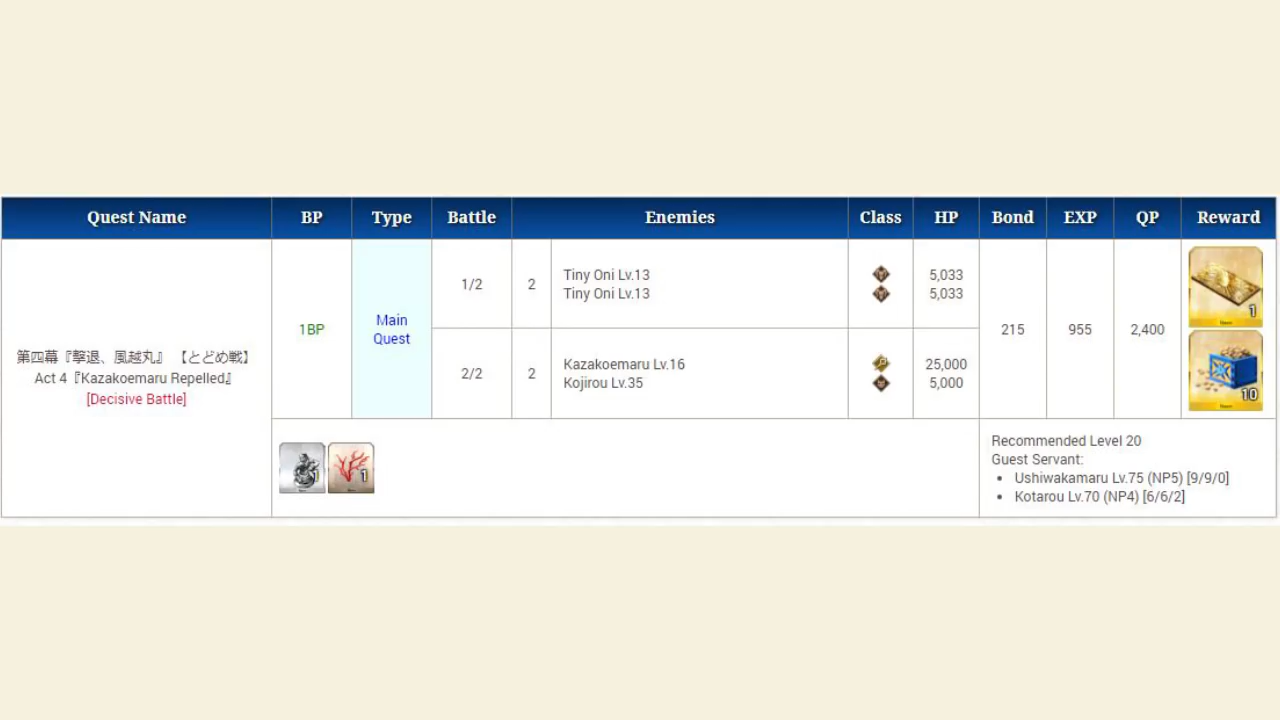 Quest Name BP Type Battle Enemies Class HP Bond EXP QP Reward
第四幕『撃退、風越丸』 【とどめ戦】
Act 4『Kazakoemaru Repelled』
[Decisive Battle]
1BP
Main
Quest
1/2
2
Tiny Oni Lv.13
Tiny Oni Lv.13
5,033
5,033
2/2
2
Kazakoemaru Lv.16
Kojirou Lv.35
25,000
5,000
215
955
2,400
1
10
1
1
Recommended Level 20
Guest Servant:
Ushiwakamaru Lv.75 (NP5) [9/9/0]
Kotarou Lv.70 (NP4) [6/6/2]